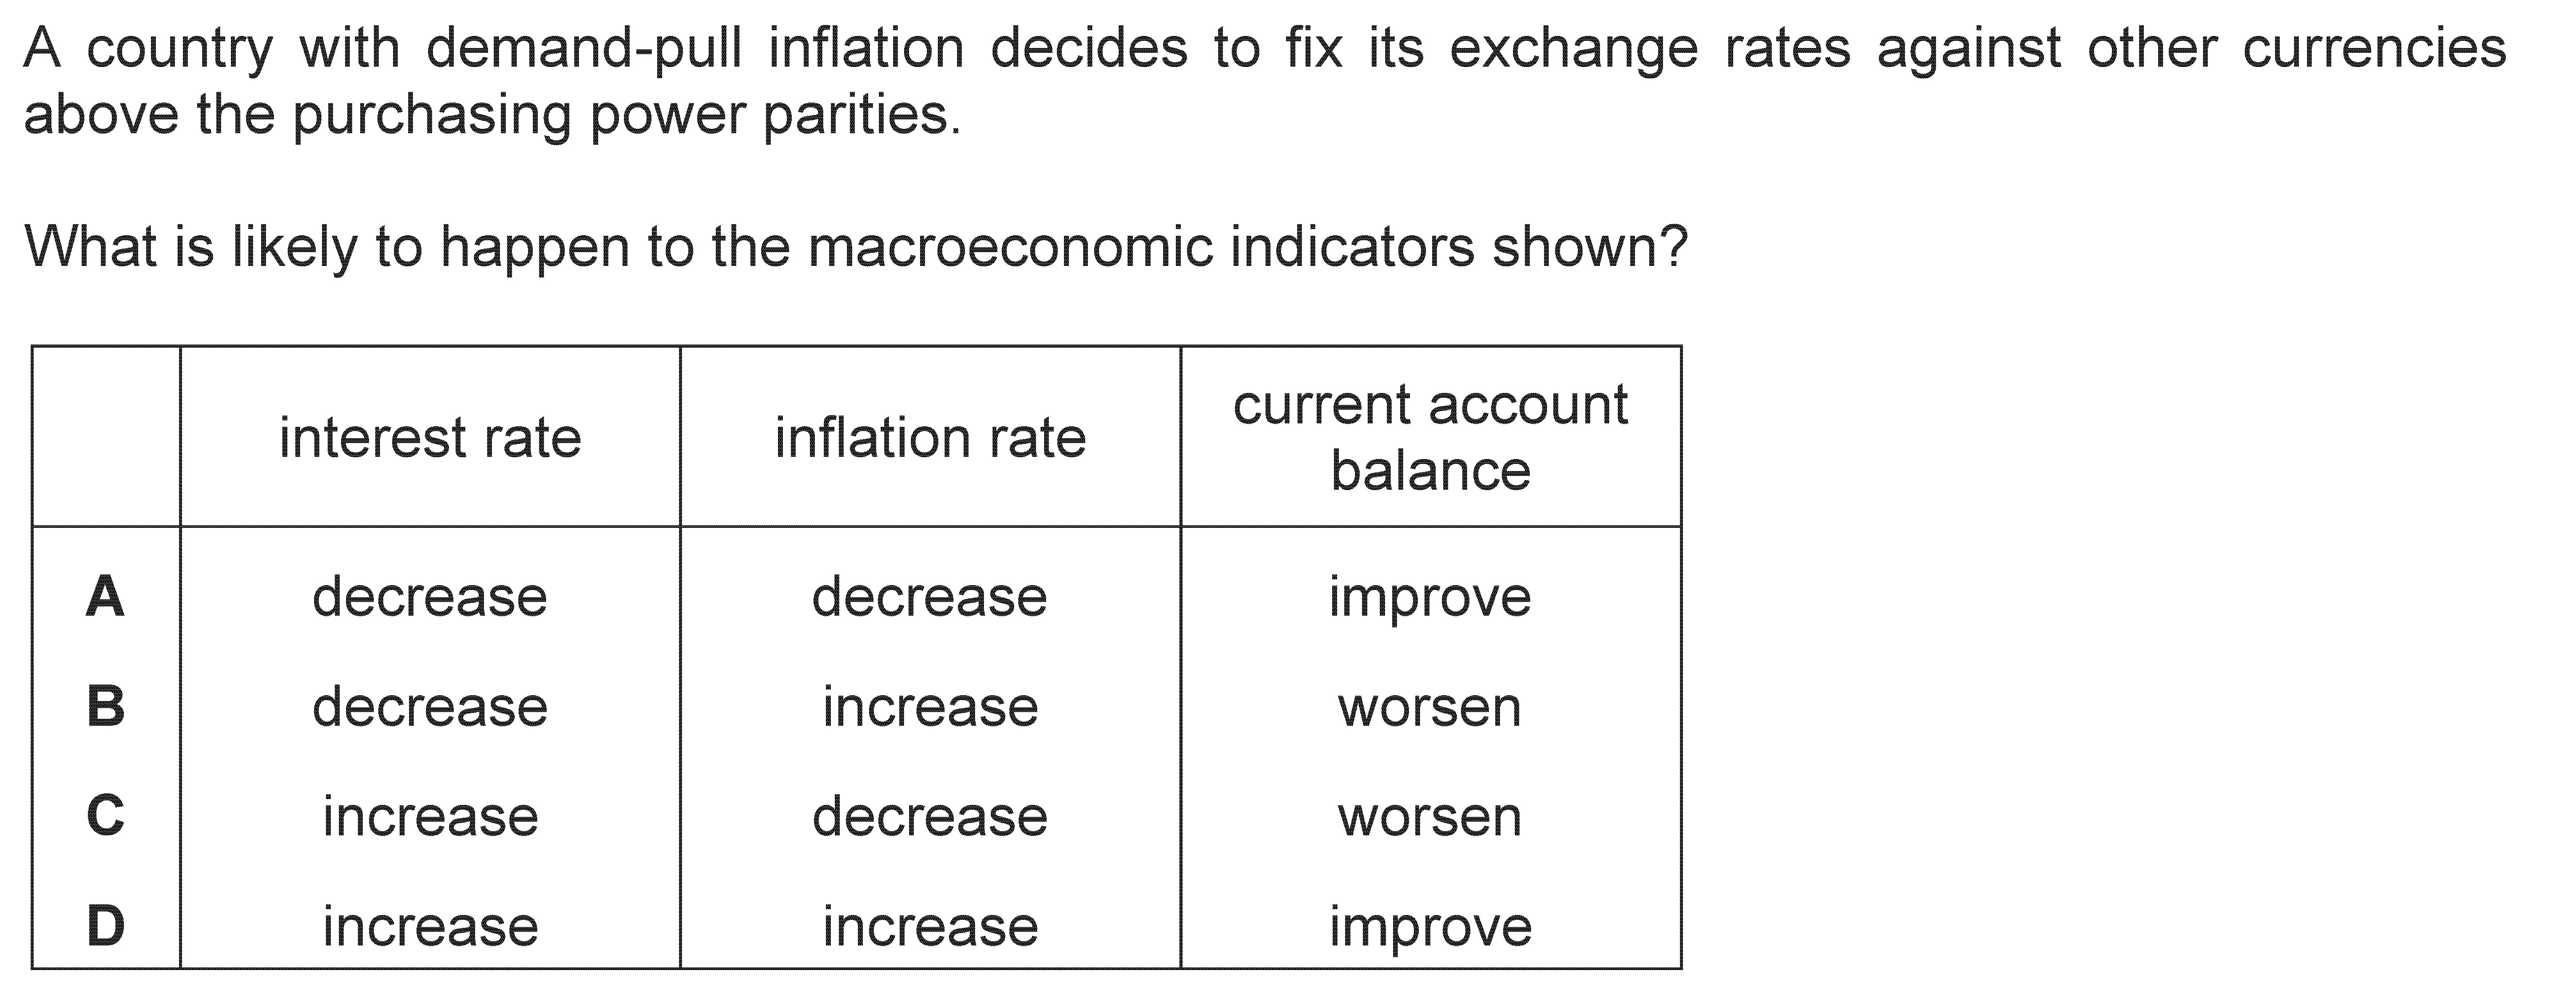 A country with demand-pull inflation decides to fix its exchange rates against other currencies
above the purchasing power parities.
What is likely to happen to the macroeconomic indicators shown?
interest rate inflation rate current account balance
A decrease decrease improve
B decrease increase worsen
C increase decrease worsen
D increase increase improve